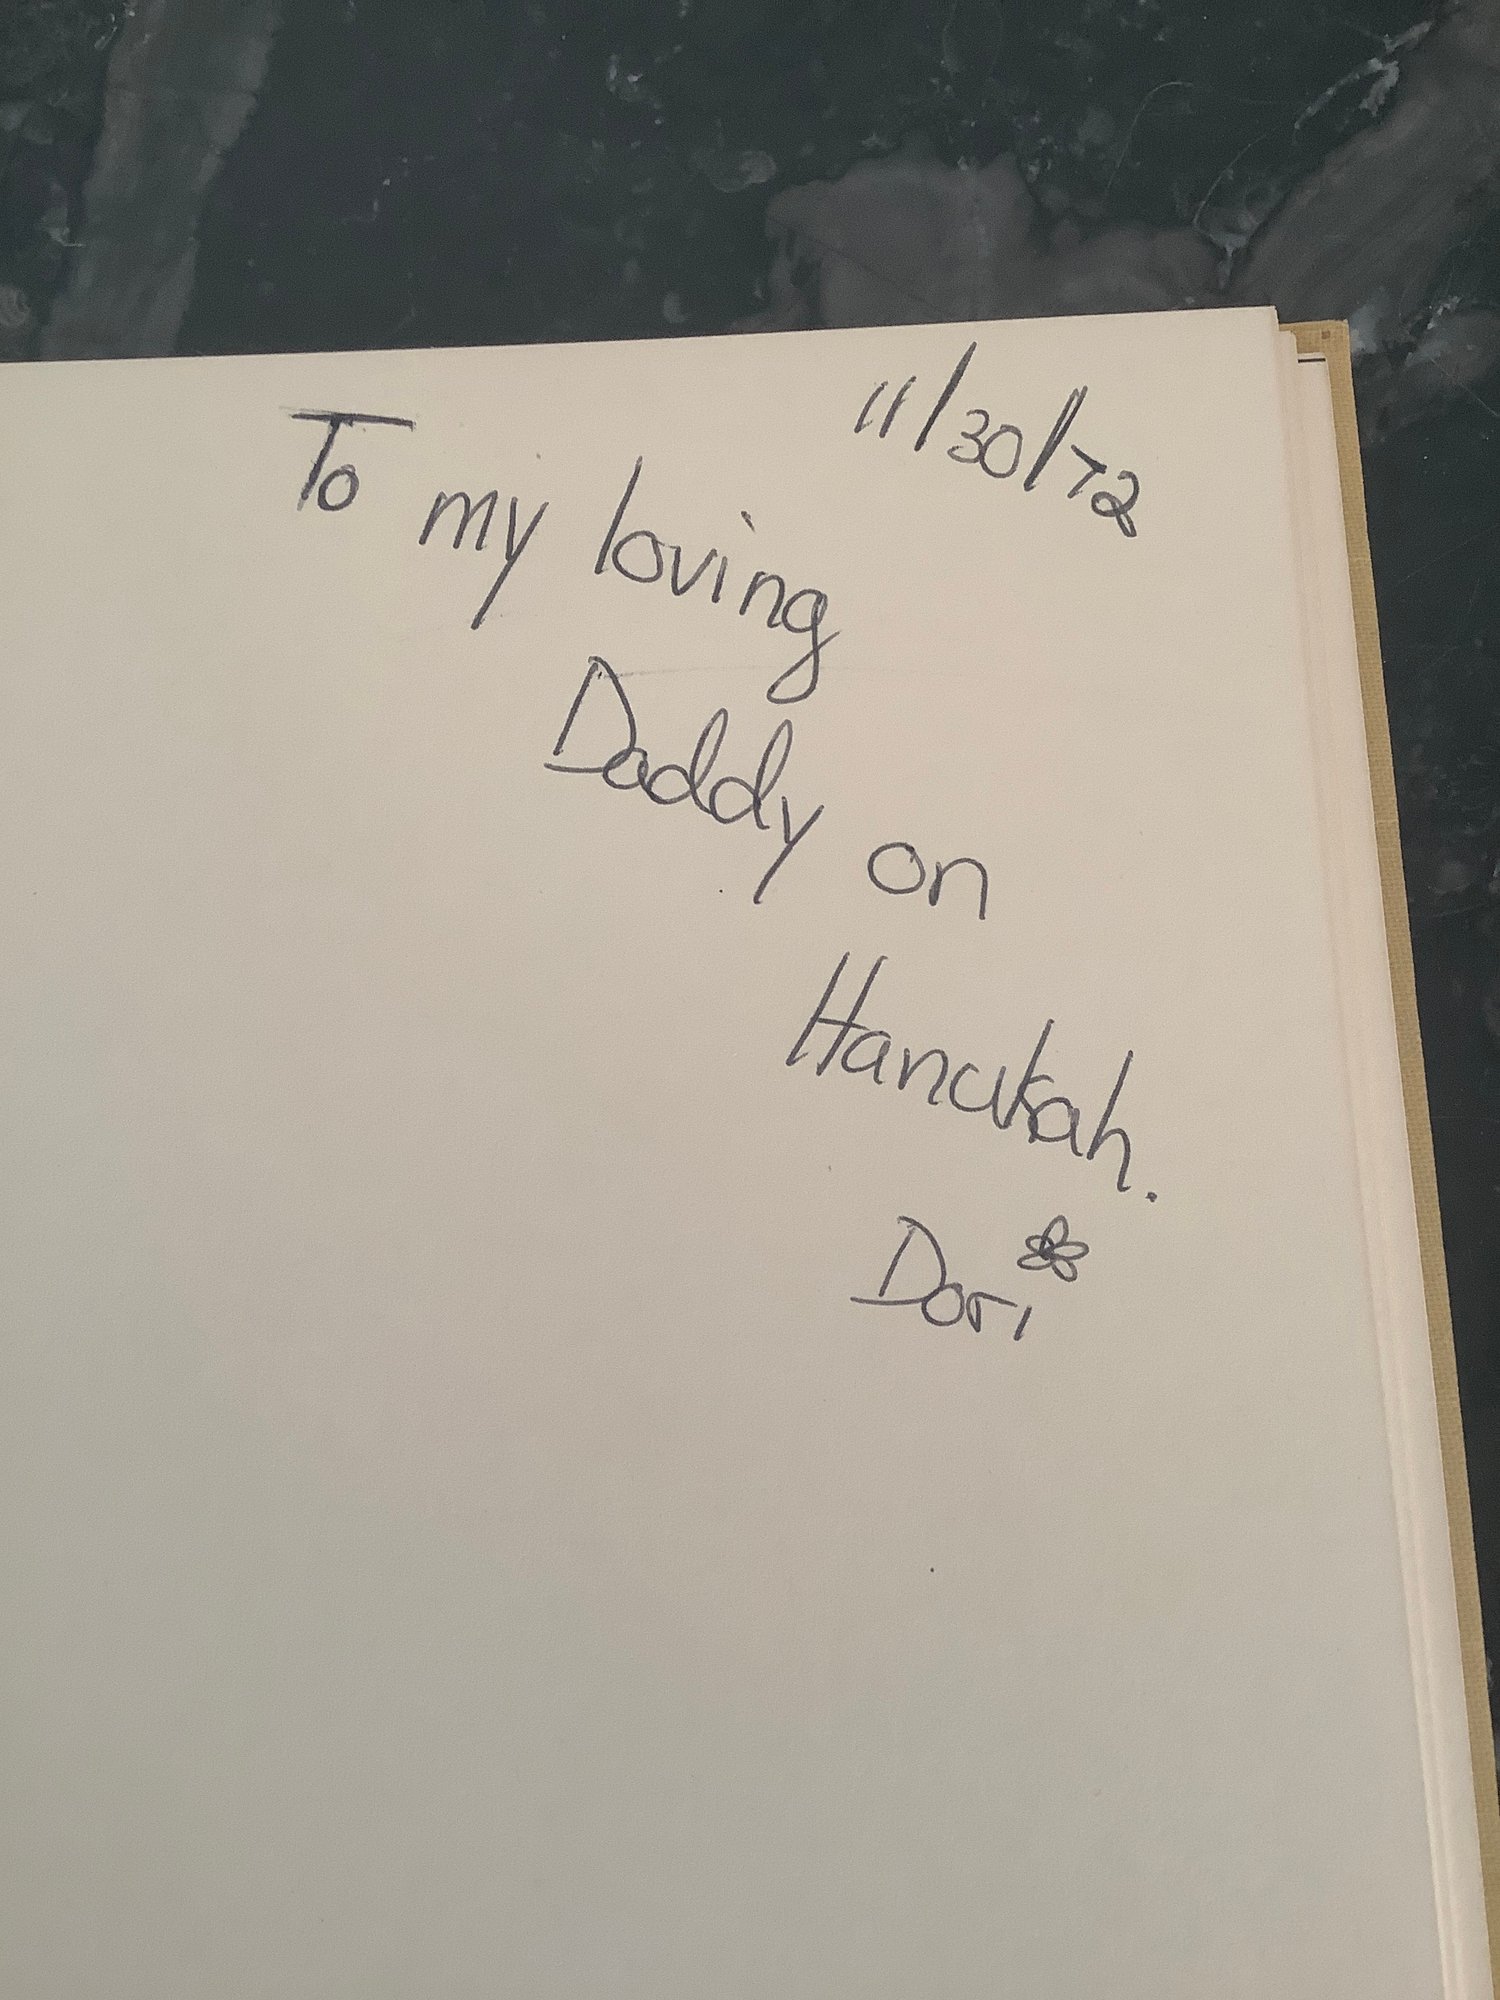 11/30/72
To my loving
Daddy on
Hanukah.
Dori